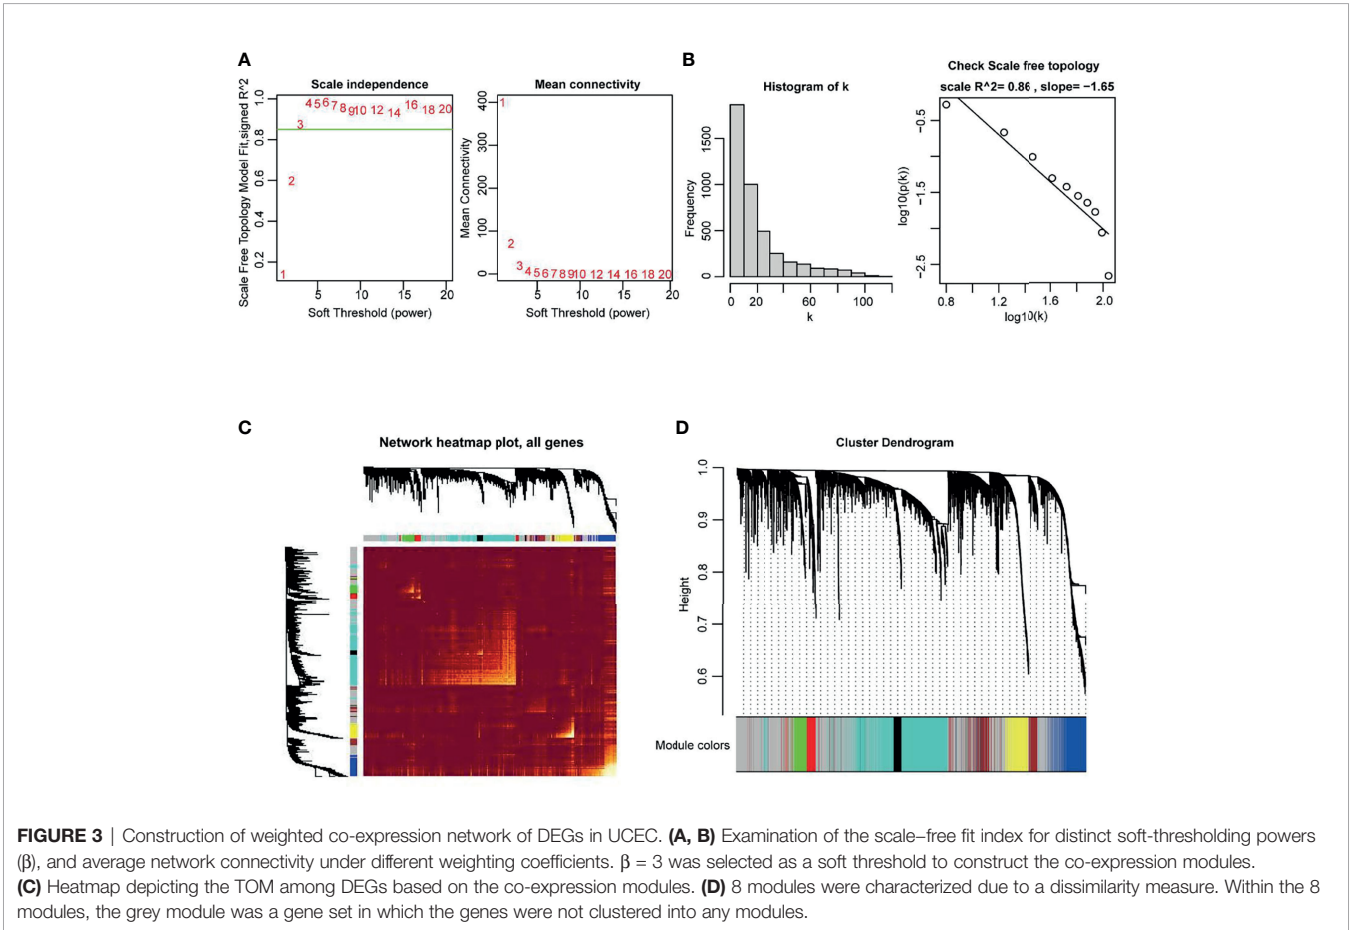 A
Scale independence
Scale Free Topology Model Fit,signed R^2
0.2 0.4 0.6 0.8 1.0
1 2 3 4 5 6 7 8 9 10 12 14 16 18 20
5 10 15 20
Soft Threshold (power)
Mean connectivity
Mean Connectivity
0 100 200 300 400
1 2 3 4 5 6 7 8 9 10 12 14 16 18 20
5 10 15 20
Soft Threshold (power)
B
Histogram of k
Frequency
0 500 1000 1500
0 20 60 100
k
Check Scale free topology
scale R^2= 0.86 , slope= −1.65
log10(p(k))
−2.5 −1.5 −0.5
0.8 1.2 1.6 2.0
log10(k)
C
Network heatmap plot, all genes
D
Cluster Dendrogram
Height
0.6 0.7 0.8 0.9 1.0
Module colors
FIGURE 3 | Construction of weighted co-expression network of DEGs in UCEC. (A, B) Examination of the scale–free fit index for distinct soft-thresholding powers
(β), and average network connectivity under different weighting coefficients. β = 3 was selected as a soft threshold to construct the co-expression modules.
(C) Heatmap depicting the TOM among DEGs based on the co-expression modules. (D) 8 modules were characterized due to a dissimilarity measure. Within the 8
modules, the grey module was a gene set in which the genes were not clustered into any modules.